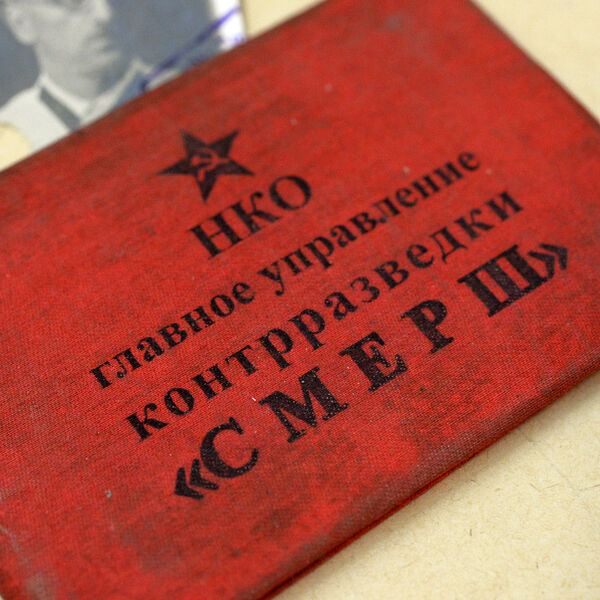 НКО
главное управление
контрразведки
«СМЕРШ»